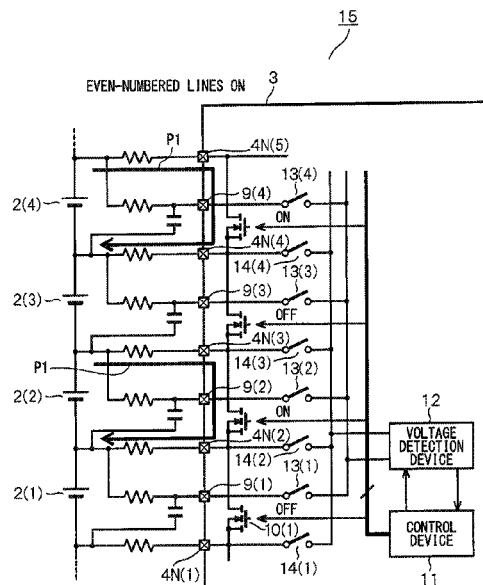 15
EVEN-NUMBERED LINES ON
3
P1
4N(5)
13(4)
9(4)
2(4)
ON
4N(4)
14(4)
13(3)
9(3)
2(3)
OFF
4N(3)
14(3)
13(2)
P1
9(2)
2(2)
ON
12
4N(2)
VOLTAGE
DETECTION
DEVICE
14(2)
13(1)
9(1)
2(1)
OFF
10(1)
CONTROL
DEVICE
4N(1)
14(1)
11